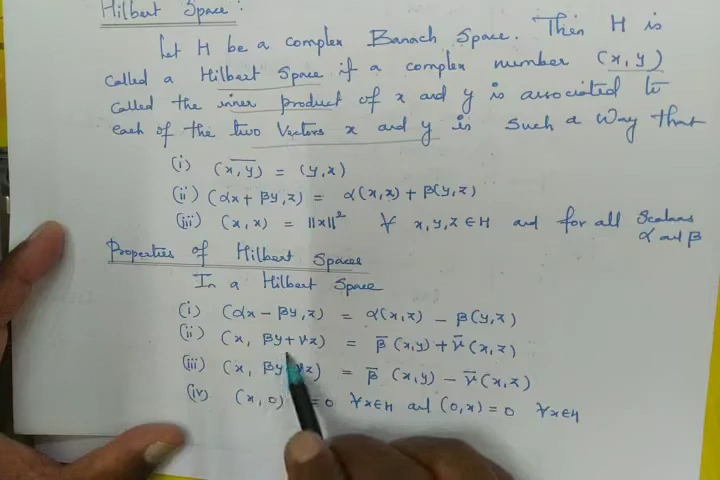 Hilbert Space:
Let H be a complex Banach Space. Then H is
called a Hilbert Space if a complex number (x, y)
called the inner product of x and y is associated to
each of the two Vectors x and y is such a way that
(i) (x̅,̅ ̅y̅) = (y,x)
(ii) (αx + βy, z) = α(x,z) + β(y,z)
(iii) (x, x) = ||x||² ∀ x,y,z ∈ H and for all Scalars
α and β
Properties of Hilbert Spaces
In a Hilbert Space
(i) (αx - βy, z) = α(x,z) - β(y,z)
(ii) (x, βy+γz) = β̅ (x,y) + γ̅ (x,z)
(iii) (x, βy γz) = β̅ (x,y) - γ̅ (x,z)
(iv) (x, 0) = 0 ∀x∈H and (0,x) = 0 ∀x∈H